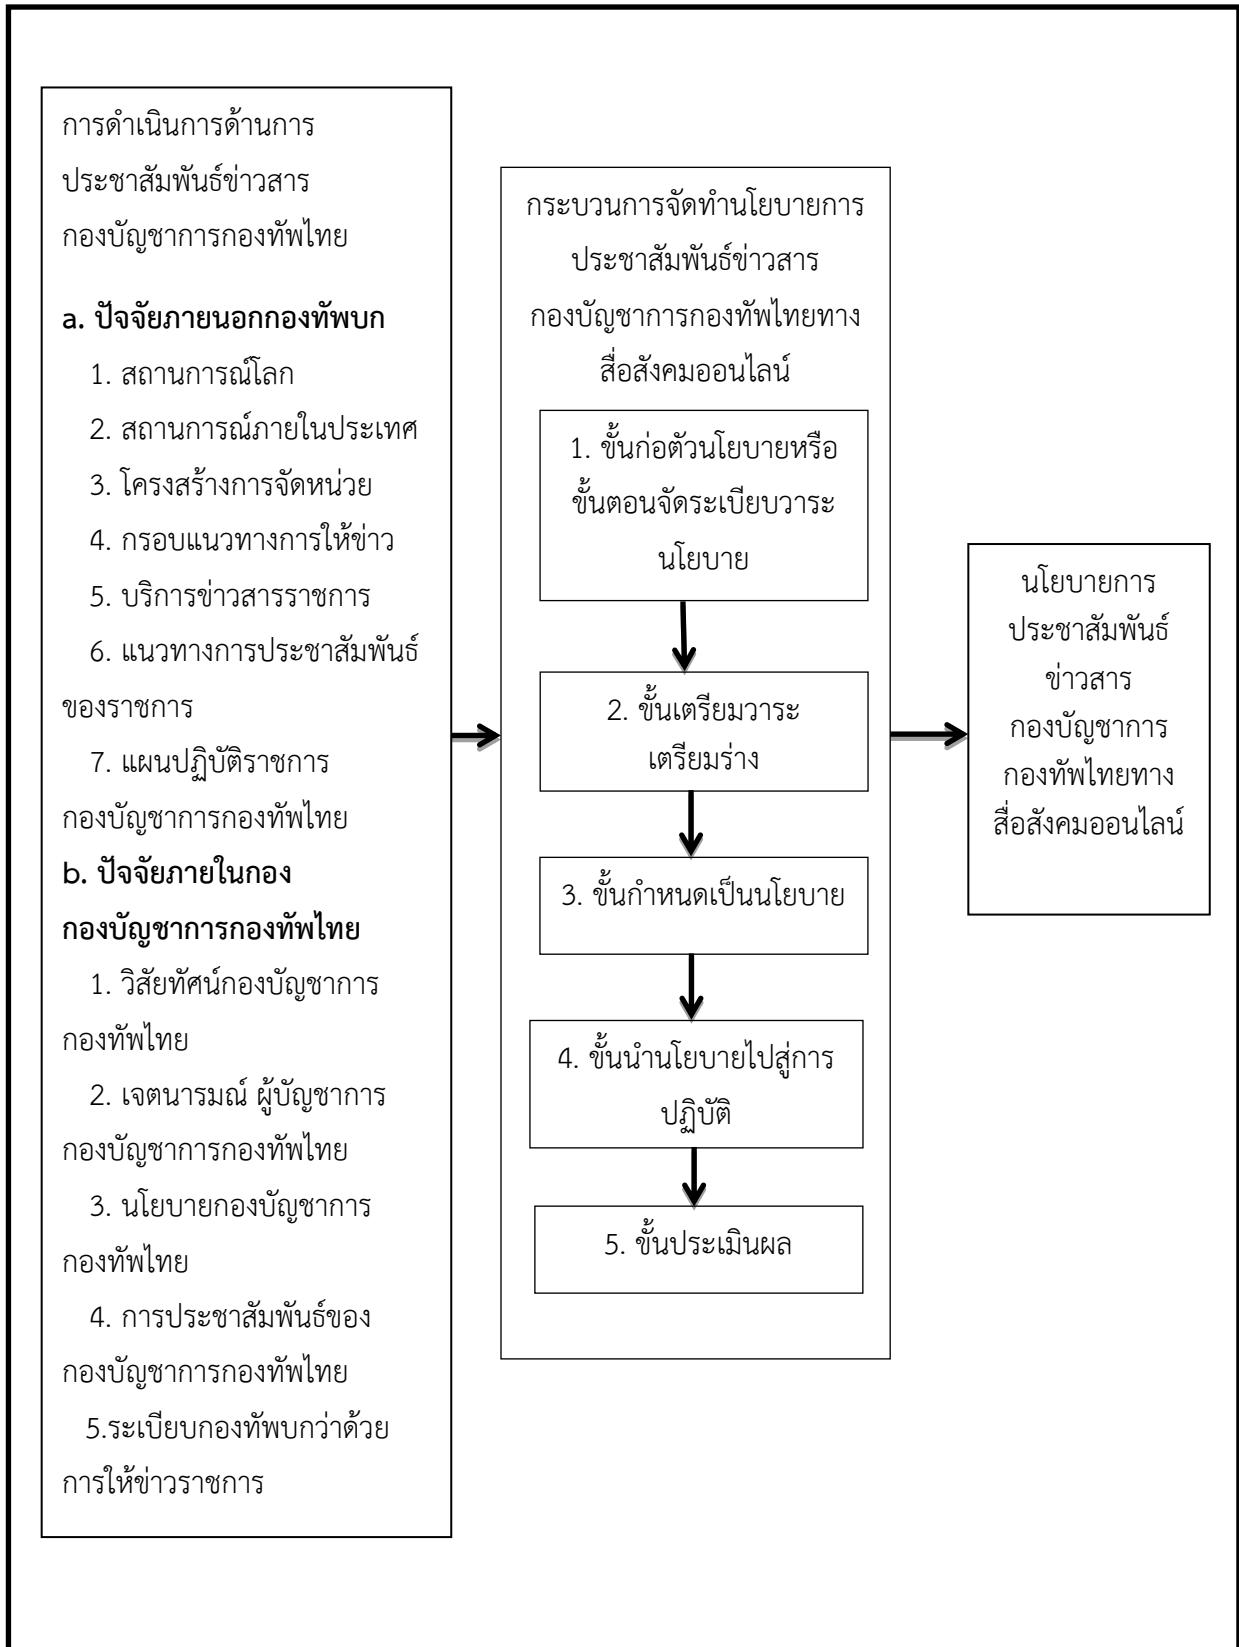 การดำเนินการด้านการ
ประชาสัมพันธ์ข่าวสาร
กองบัญชาการกองทัพไทย
a. ปัจจัยภายนอกกองทัพบก
1. สถานการณ์โลก
2. สถานการณ์ภายในประเทศ
3. โครงสร้างการจัดหน่วย
4. กรอบแนวทางการให้ข่าว
5. บริการข่าวสารราชการ
6. แนวทางการประชาสัมพันธ์
ของราชการ
7. แผนปฏิบัติราชการ
กองบัญชาการกองทัพไทย
b. ปัจจัยภายในกอง
กองบัญชาการกองทัพไทย
1. วิสัยทัศน์กองบัญชาการ
กองทัพไทย
2. เจตนารมณ์ ผู้บัญชาการ
กองบัญชาการกองทัพไทย
3. นโยบายกองบัญชาการ
กองทัพไทย
4. การประชาสัมพันธ์ของ
กองบัญชาการกองทัพไทย
5.ระเบียบกองทัพบกว่าด้วย
การให้ข่าวราชการ
กระบวนการจัดทำนโยบายการ
ประชาสัมพันธ์ข่าวสาร
กองบัญชาการกองทัพไทยทาง
สื่อสังคมออนไลน์
1. ขั้นก่อตัวนโยบายหรือ
ขั้นตอนจัดระเบียบวาระ
นโยบาย
2. ขั้นเตรียมวาระ
เตรียมร่าง
3. ขั้นกำหนดเป็นนโยบาย
4. ขั้นนำนโยบายไปสู่การ
ปฏิบัติ
5. ขั้นประเมินผล
นโยบายการ
ประชาสัมพันธ์
ข่าวสาร
กองบัญชาการ
กองทัพไทยทาง
สื่อสังคมออนไลน์